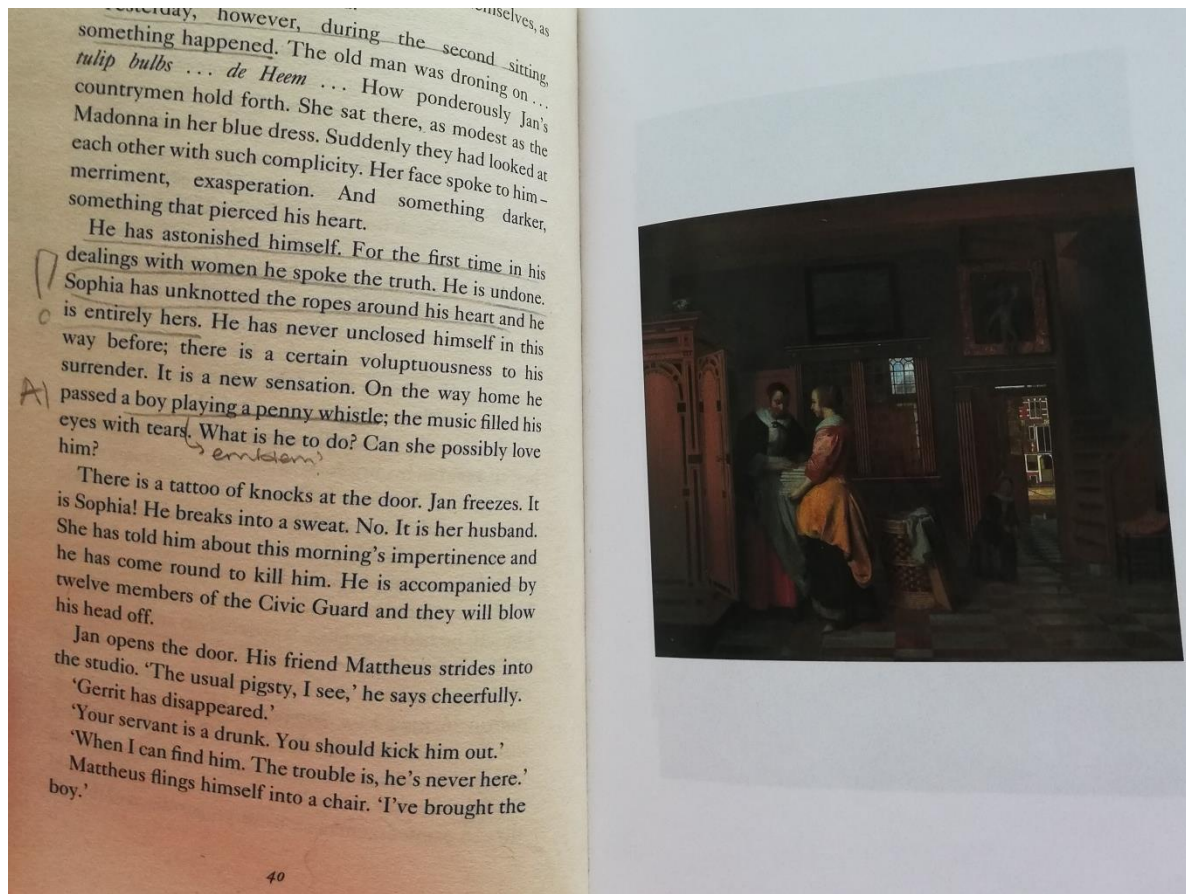 emselves, as
Yesterday, however, during the second sitting,
something happened. The old man was droning on …
tulip bulbs … de Heem … How ponderously Jan's
countrymen hold forth. She sat there, as modest as the
Madonna in her blue dress. Suddenly they had looked at
each other with such complicity. Her face spoke to him –
merriment, exasperation. And something darker,
something that pierced his heart.
He has astonished himself. For the first time in his
dealings with women he spoke the truth. He is undone.
Sophia has unknotted the ropes around his heart and he
is entirely hers. He has never unclosed himself in this
way before; there is a certain voluptuousness to his
surrender. It is a new sensation. On the way home he
passed a boy playing a penny whistle; the music filled his
eyes with tears. What is he to do? Can she possibly love
emblem?
him?
There is a tattoo of knocks at the door. Jan freezes. It
is Sophia! He breaks into a sweat. No. It is her husband.
She has told him about this morning's impertinence and
he has come round to kill him. He is accompanied by
twelve members of the Civic Guard and they will blow
his head off.
Jan opens the door. His friend Mattheus strides into
the studio. 'The usual pigsty, I see,' he says cheerfully.
'Gerrit has disappeared.'
'Your servant is a drunk. You should kick him out.'
'When I can find him. The trouble is, he's never here.'
Mattheus flings himself into a chair. 'I've brought the
boy.'
40